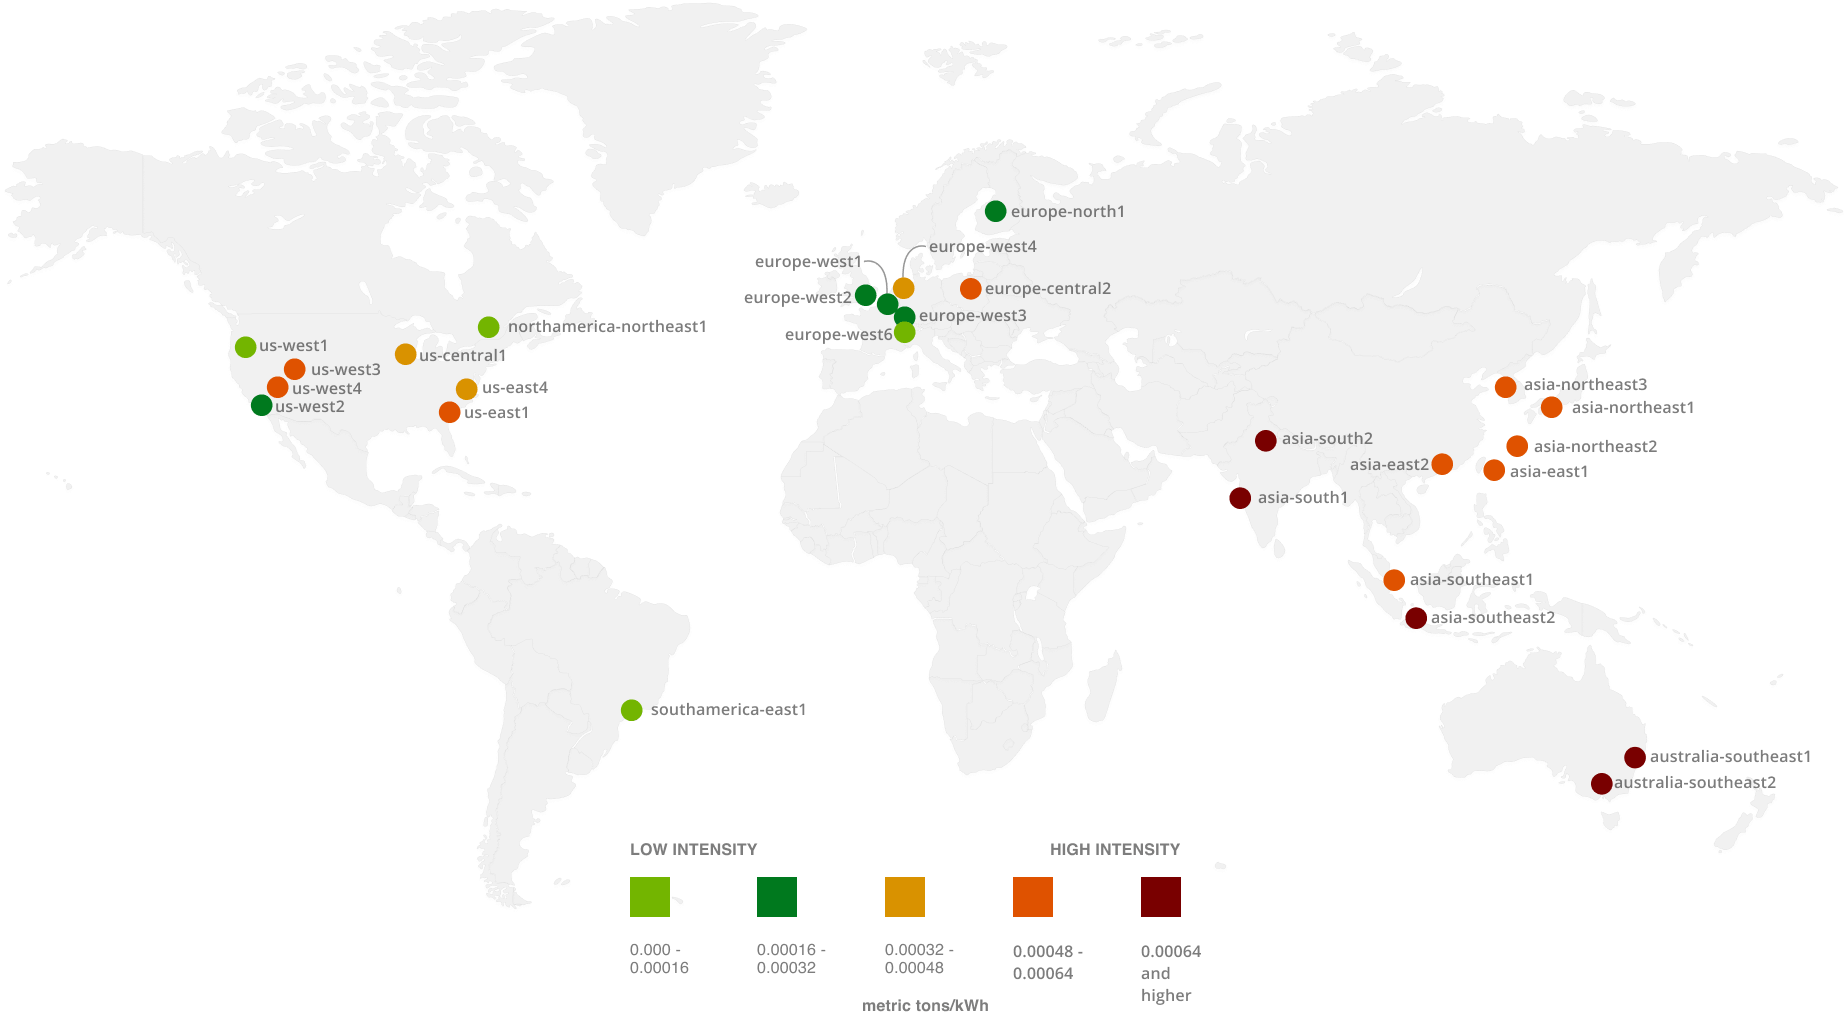 europe-north1
europe-west4
europe-west1
europe-central2
europe-west2
europe-west3
europe-west6
northamerica-northeast1
us-west1
us-central1
us-west3
us-west4
us-east4
us-west2
us-east1
asia-northeast3
asia-northeast1
asia-south2
asia-northeast2
asia-east2
asia-east1
asia-south1
asia-southeast1
asia-southeast2
southamerica-east1
australia-southeast1
australia-southeast2
LOW INTENSITY
HIGH INTENSITY
0.000 -
0.00016
0.00016 -
0.00032
0.00032 -
0.00048
0.00048 -
0.00064
0.00064
and
higher
metric tons/kWh